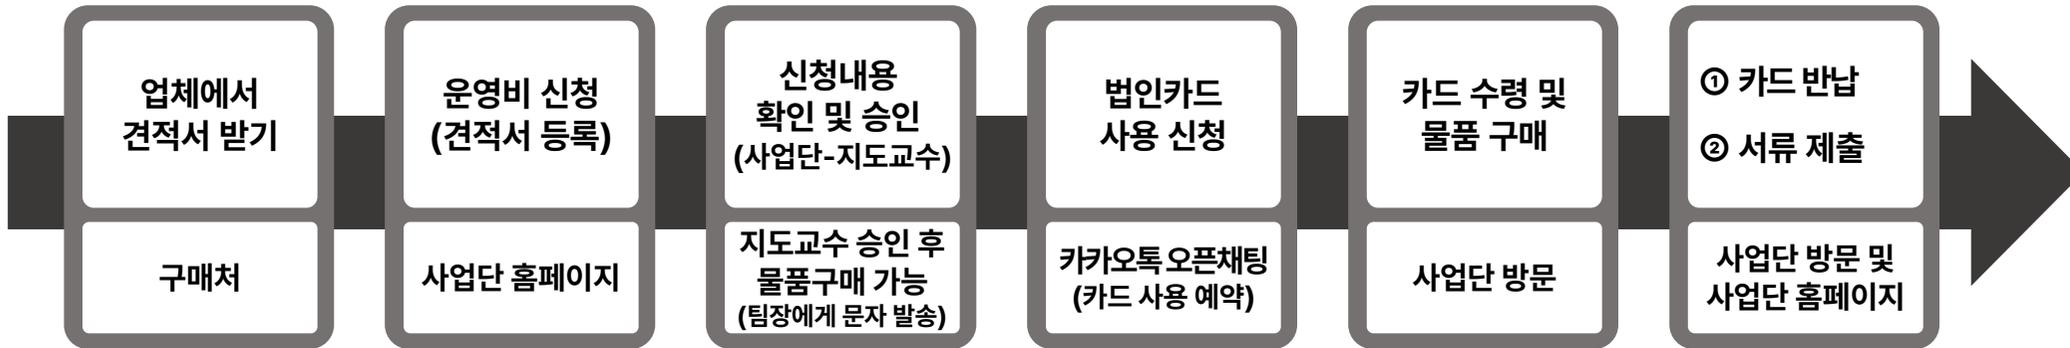 업체에서
견적서 받기
구매처
운영비 신청
(견적서 등록)
사업단 홈페이지
신청내용
확인 및 승인
(사업단-지도교수)
지도교수 승인 후
물품구매 가능
(팀장에게 문자 발송)
법인카드
사용 신청
카카오톡 오픈채팅
(카드 사용 예약)
카드 수령 및
물품 구매
사업단 방문
① 카드 반납
② 서류 제출
사업단 방문 및
사업단 홈페이지